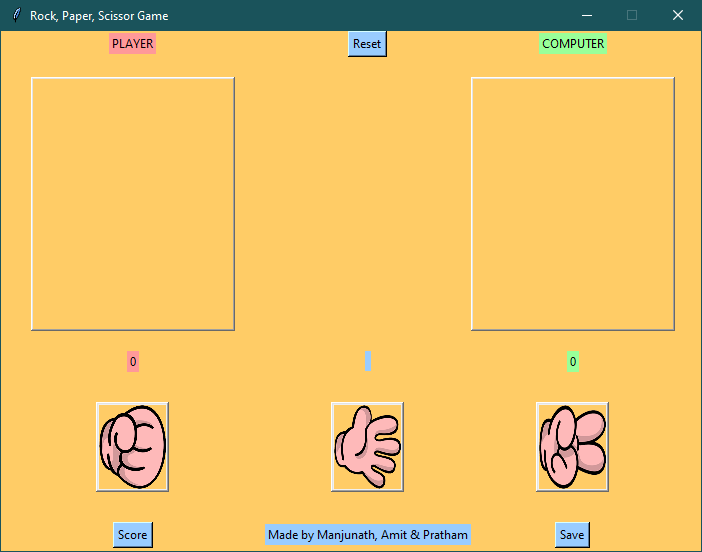 Rock, Paper, Scissor Game
PLAYER
Reset
COMPUTER
0
0
Score
Made by Manjunath, Amit & Pratham
Save